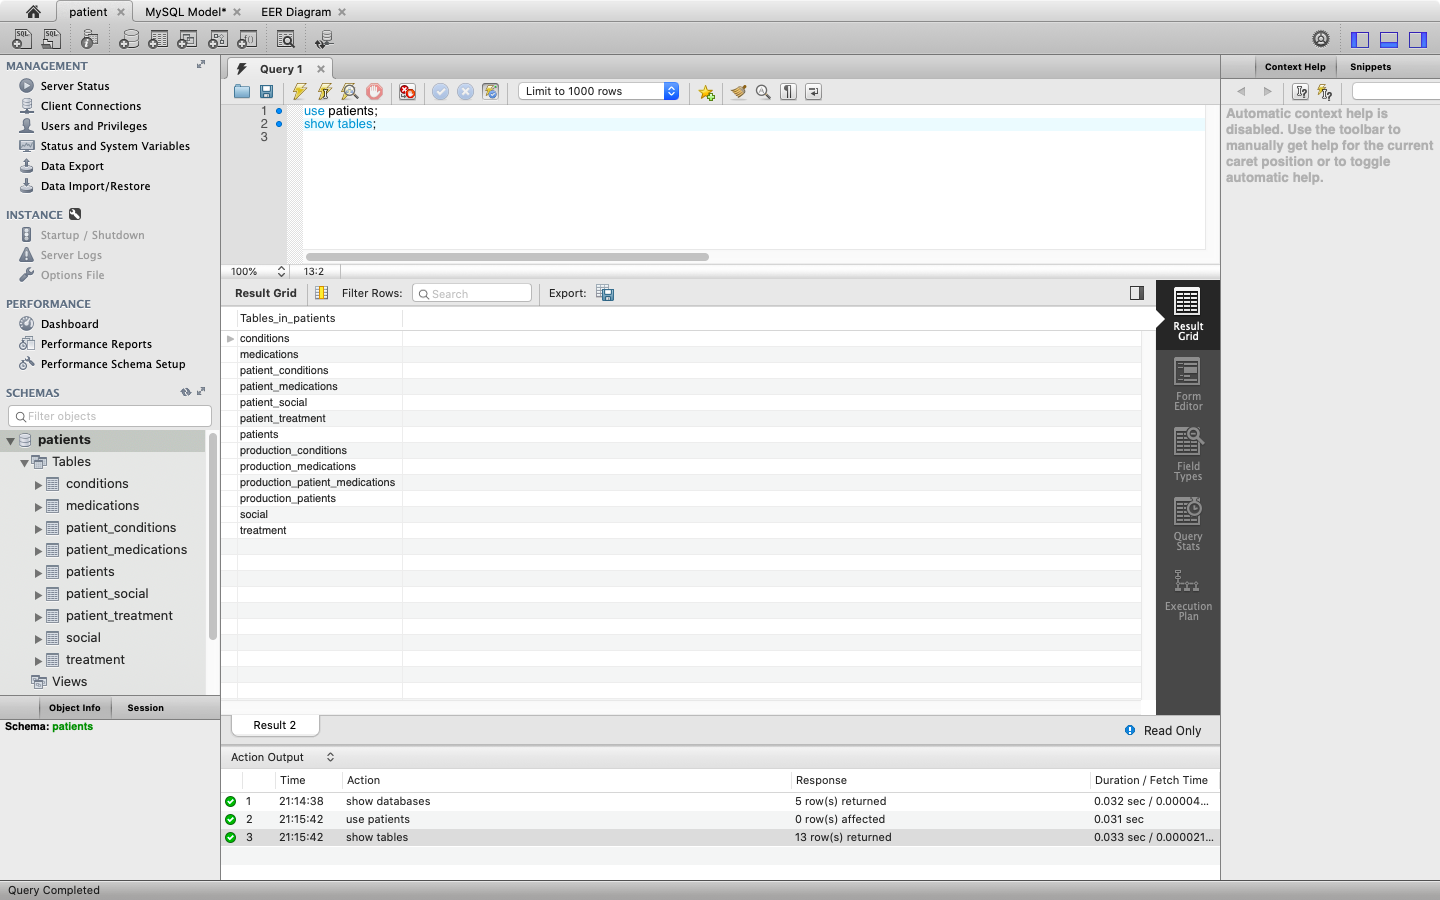 patient
MySQL Model*
EER Diagram
MANAGEMENT
Server Status
Client Connections
Users and Privileges
Status and System Variables
Data Export
Data Import/Restore
INSTANCE
Startup / Shutdown
Server Logs
Options File
PERFORMANCE
Dashboard
Performance Reports
Performance Schema Setup
SCHEMAS
Filter objects
patients
Tables
conditions
medications
patient_conditions
patient_medications
patients
patient_social
patient_treatment
social
treatment
Views
Object Info Session
Schema: patients
Query 1
Limit to 1000 rows
1 use patients;
2 show tables;
3
100% 13:2
Result Grid Filter Rows: Search Export:
Tables_in_patients
conditions
medications
patient_conditions
patient_medications
patient_social
patient_treatment
patients
production_conditions
production_medications
production_patient_medications
production_patients
social
treatment
Result
Grid
Form
Editor
Field
Types
Query
Stats
Execution
Plan
Result 2
Read Only
Action Output
Time Action Response Duration / Fetch Time
1 21:14:38 show databases 5 row(s) returned 0.032 sec / 0.00004...
2 21:15:42 use patients 0 row(s) affected 0.031 sec
3 21:15:42 show tables 13 row(s) returned 0.033 sec / 0.000021...
Context Help Snippets
Automatic context help is
disabled. Use the toolbar to
manually get help for the current
caret position or to toggle
automatic help.
Query Completed